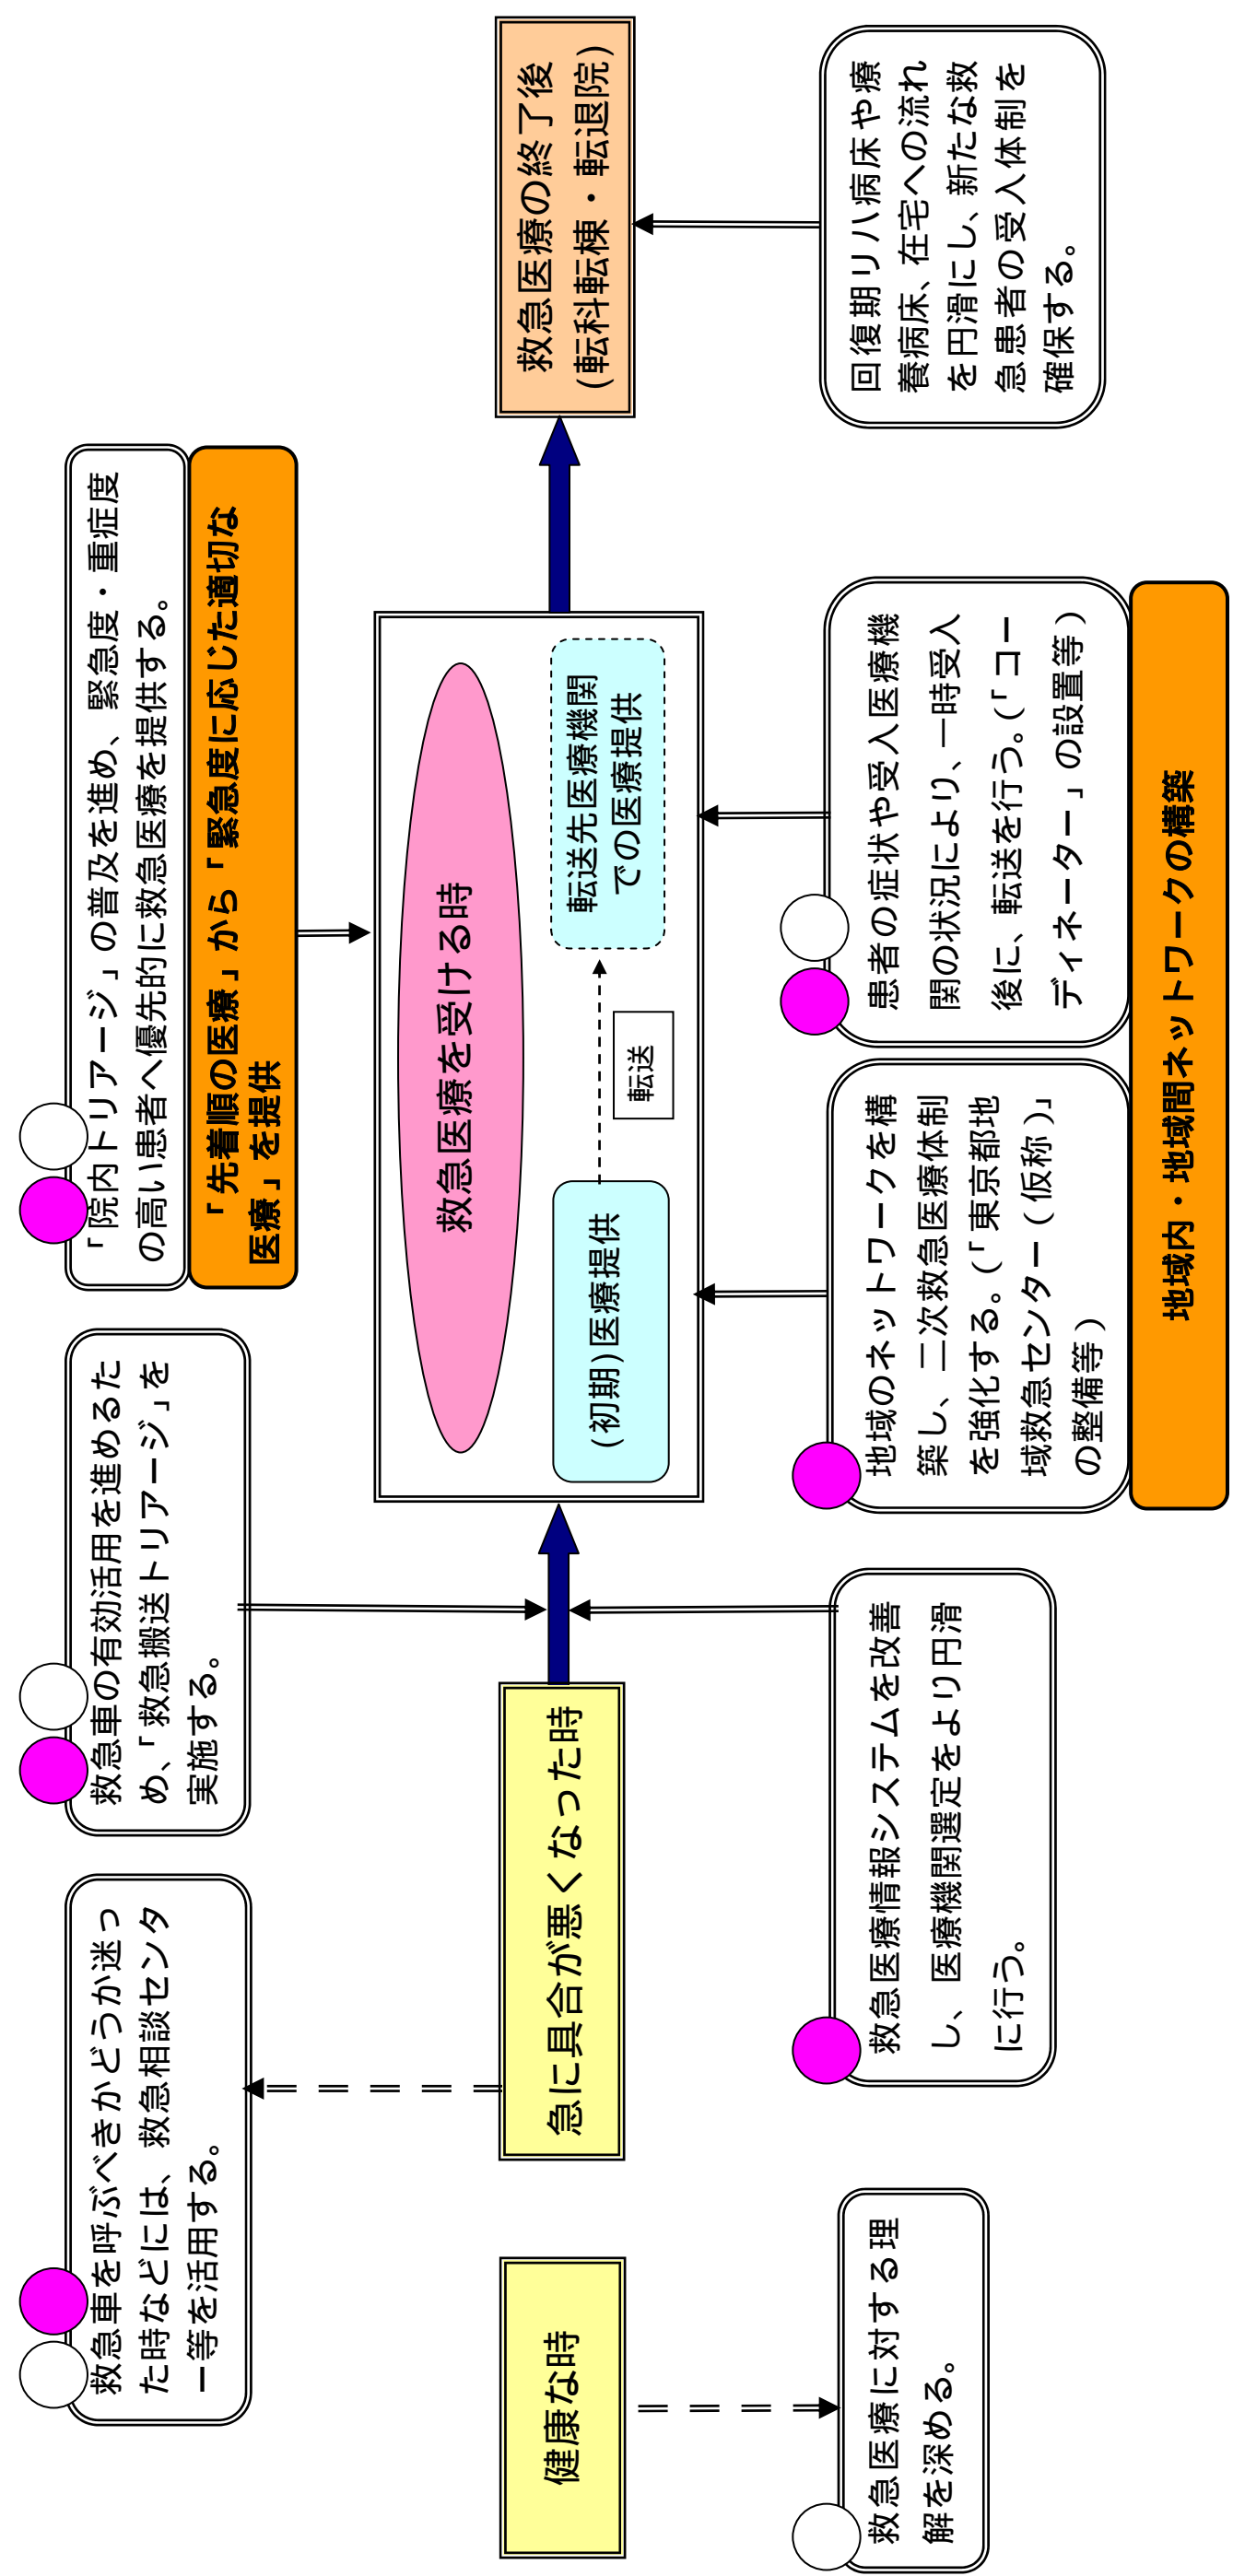 救急車を呼ぶべきかどうか迷っ
た時などには、救急相談センタ
ー等を活用する。
救急車の有効活用を進めるた
め、「救急搬送トリアージ」を
実施する。
「院内トリアージ」の普及を進め、緊急度・重症度
の高い患者へ優先的に救急医療を提供する。
「先着順の医療」から「緊急度に応じた適切な
医療」を提供
健康な時
急に具合が悪くなった時
救急医療を受ける時
(初期)医療提供
転送
転送先医療機関
での医療提供
救急医療の終了後
(転科転棟・転退院)
救急医療に対する理
解を深める。
救急医療情報システムを改善
し、医療機関選定をより円滑
に行う。
地域のネットワークを構
築し、二次救急医療体制
を強化する。(「東京都地
域救急センター(仮称)」
の整備等)
患者の症状や受入医療機
関の状況により、一時受入
後に、転送を行う。(「コー
ディネーター」の設置等)
地域内・地域間ネットワークの構築
回復期リハ病床や療
養病床、在宅への流れ
を円滑にし、新たな救
急患者の受入体制を
確保する。